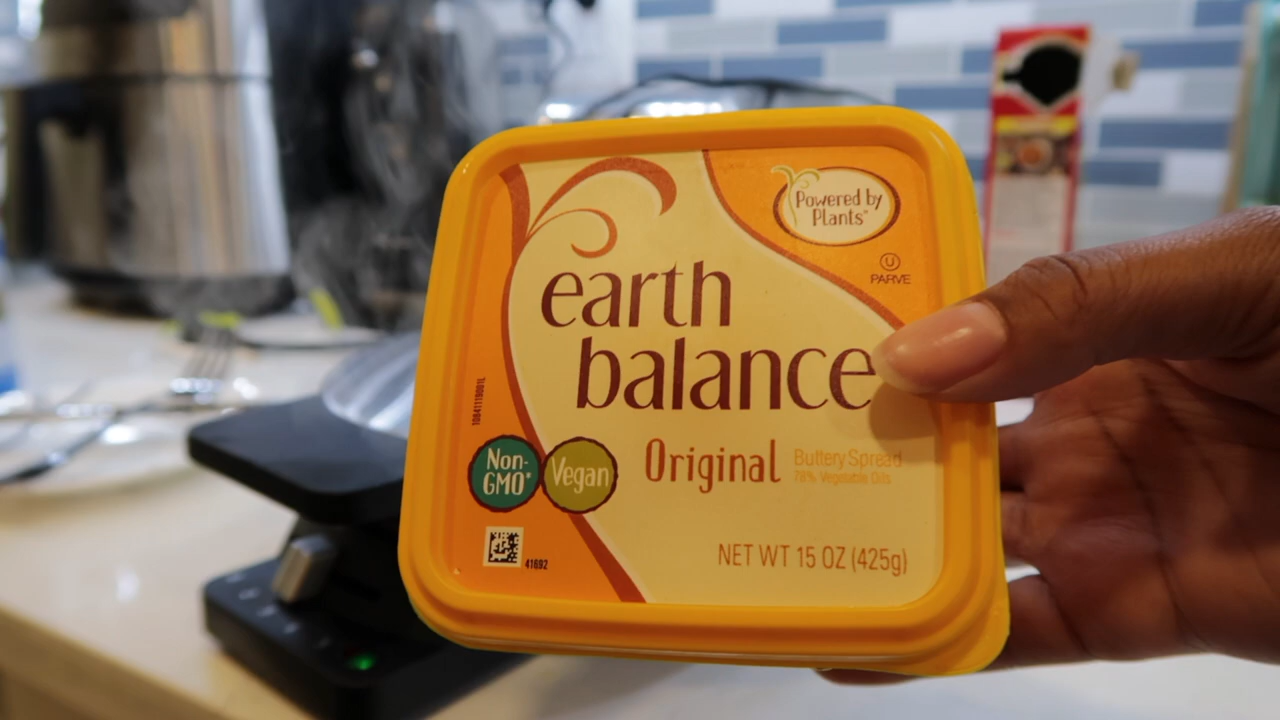 Powered by
Plants®
U
PARVE
earth
balance
Original
Buttery Spread
78% Vegetable Oils
Non-
GMO*
Vegan
41692
NET WT 15 OZ (425g)